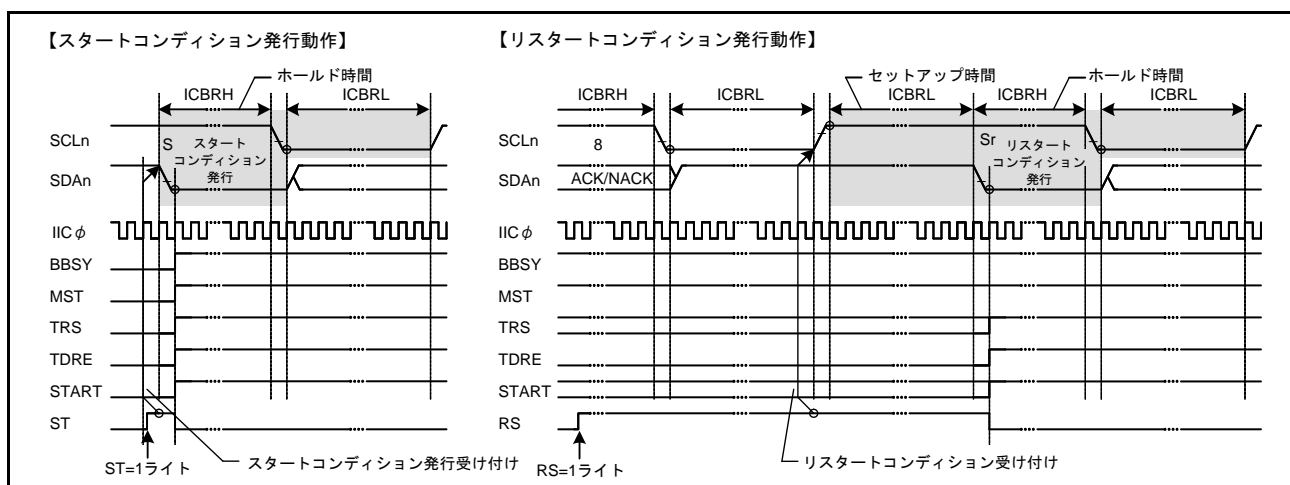 【スタートコンディション発行動作】
【リスタートコンディション発行動作】
ホールド時間
セットアップ時間
ホールド時間
ICBRH
ICBRL
ICBRH
ICBRL
ICBRL
ICBRH
ICBRL
SCLn
S
スタート
コンディション
発行
SDAn
SCLn
8
Sr
リスタート
コンディション
発行
SDAn
ACK/NACK
IICφ
IICφ
BBSY
BBSY
MST
MST
TRS
TRS
TDRE
TDRE
START
START
ST
RS
ST=1ライト
スタートコンディション発行受け付け
RS=1ライト
リスタートコンディション受け付け